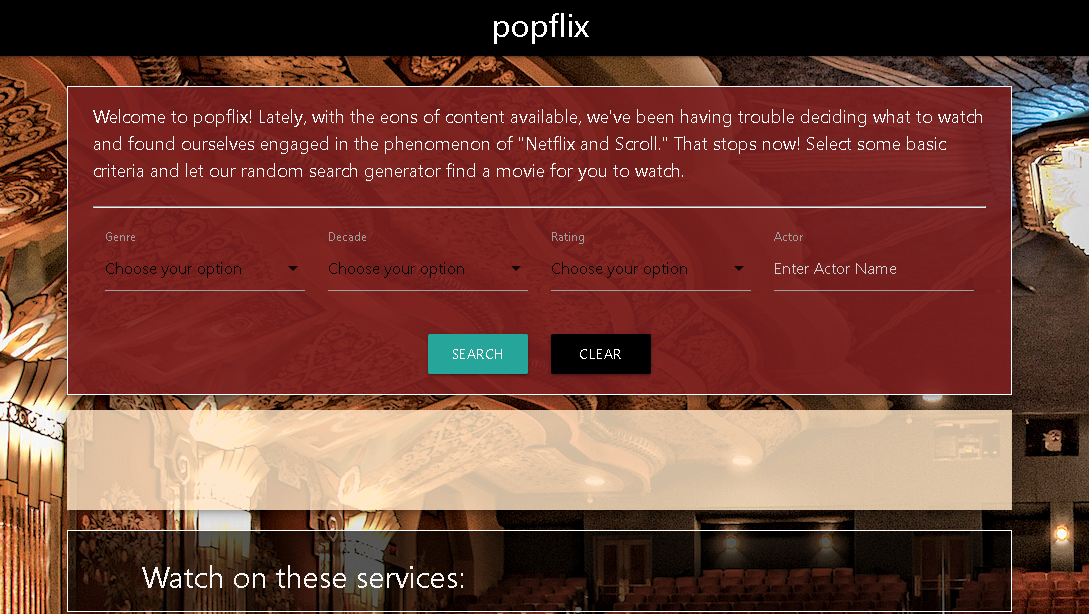 popflix
Welcome to popflix! Lately, with the eons of content available, we've been having trouble deciding what to watch
and found ourselves engaged in the phenomenon of "Netflix and Scroll." That stops now! Select some basic
criteria and let our random search generator find a movie for you to watch.
Genre Decade Rating Actor
Choose your option Choose your option Choose your option Enter Actor Name
SEARCH CLEAR
Watch on these services: